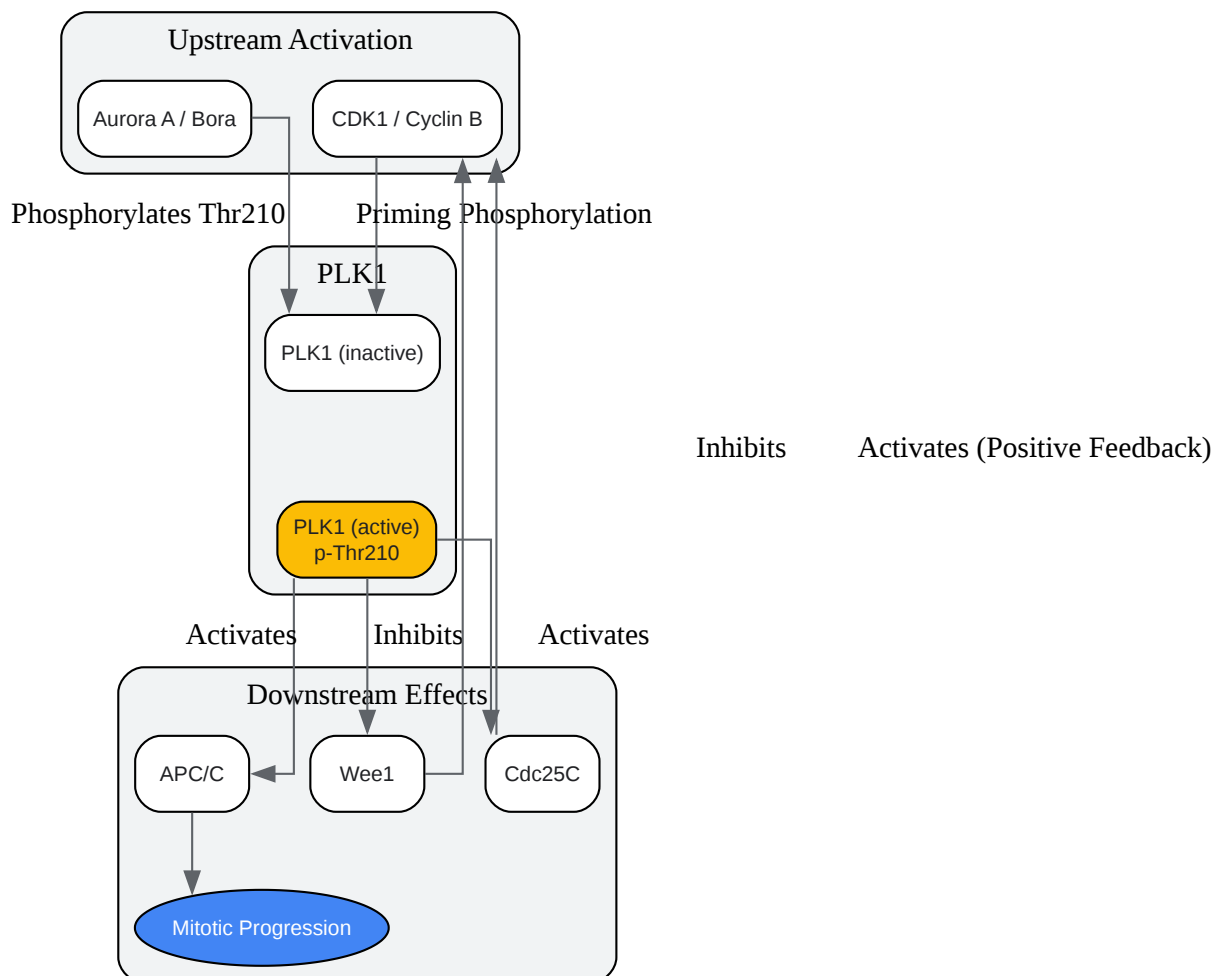 Upstream Activation
Aurora A / Bora
CDK1 / Cyclin B
Phosphorylates Thr210
Priming Phosphorylation
PLK1
PLK1 (inactive)
Inhibits
Activates (Positive Feedback)
PLK1 (active)
p-Thr210
Activates
Inhibits
Activates
Downstream Effects
APC/C
Wee1
Cdc25C
Mitotic Progression